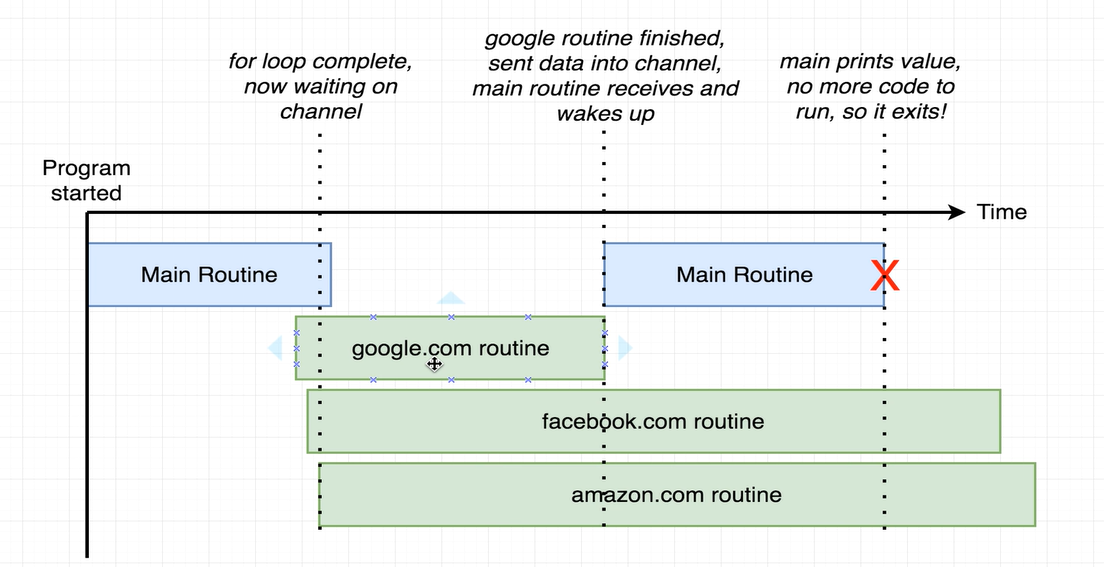 for loop complete,
now waiting on
channel
google routine finished,
sent data into channel,
main routine receives and
wakes up
main prints value,
no more code to
run, so it exits!
Program
started
Time
Main Routine
Main Routine
X
google.com routine
facebook.com routine
amazon.com routine